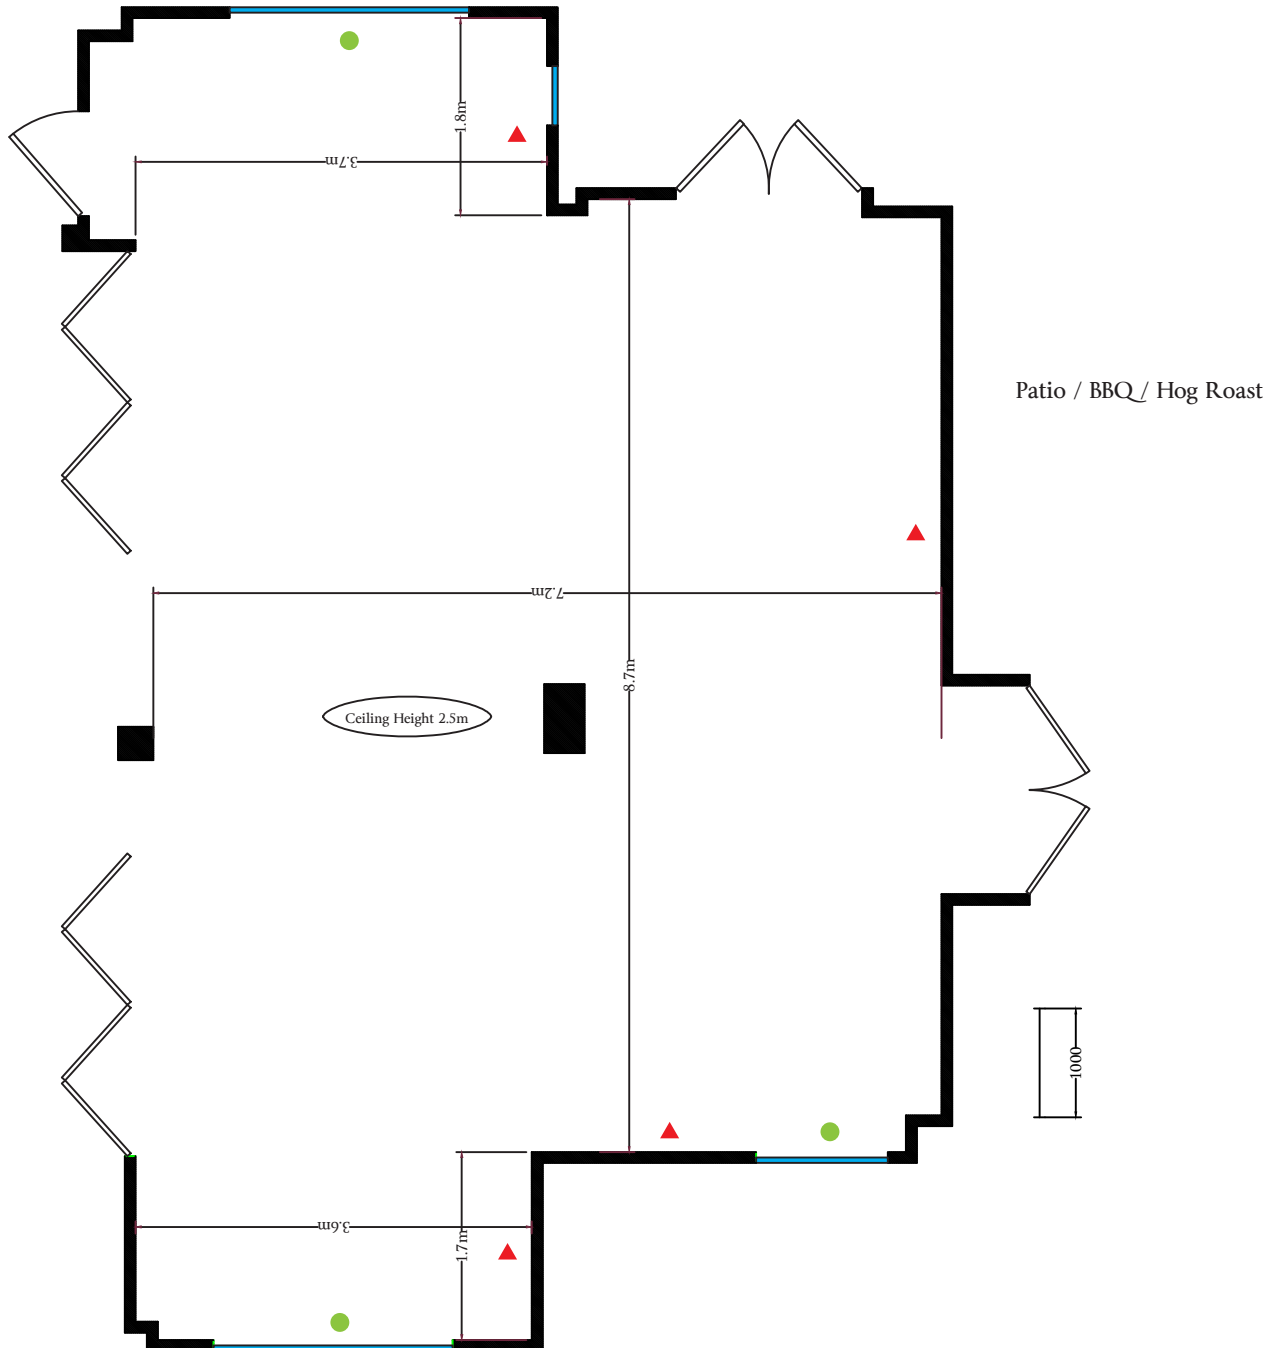 1.8m
3.7m
Patio / BBQ / Hog Roast
7.2m
8.7m
Ceiling Height 2.5m
1000
3.6m
1.7m